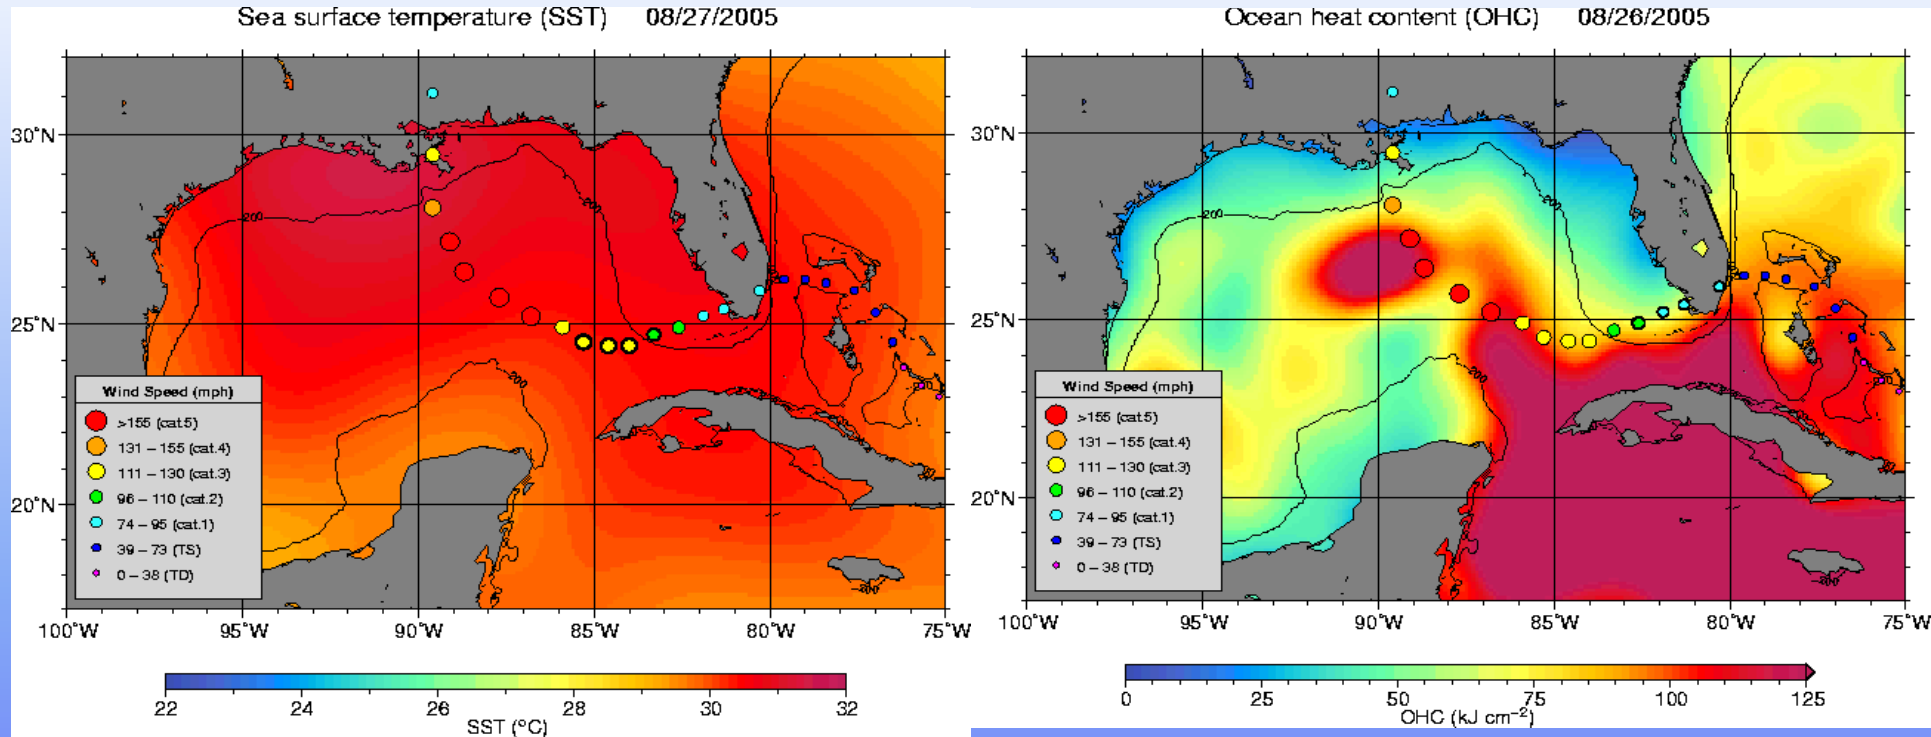 Sea surface temperature (SST) 08/27/2005
30°N
25°N
20°N
200
200
200
Wind Speed (mph)
>155 (cat.5)
131 – 155 (cat.4)
111 – 130 (cat.3)
96 – 110 (cat.2)
74 – 95 (cat.1)
39 – 73 (TS)
0 – 38 (TD)
100°W 95°W 90°W 85°W 80°W 75°W
22 24 26 28 30 32
SST (°C)
Ocean heat content (OHC) 08/26/2005
30°N
25°N
20°N
200
200
200
Wind Speed (mph)
>155 (cat.5)
131 – 155 (cat.4)
111 – 130 (cat.3)
96 – 110 (cat.2)
74 – 95 (cat.1)
39 – 73 (TS)
0 – 38 (TD)
100°W 95°W 90°W 85°W 80°W 75°W
0 25 50 75 100 125
OHC (kJ cm⁻²)